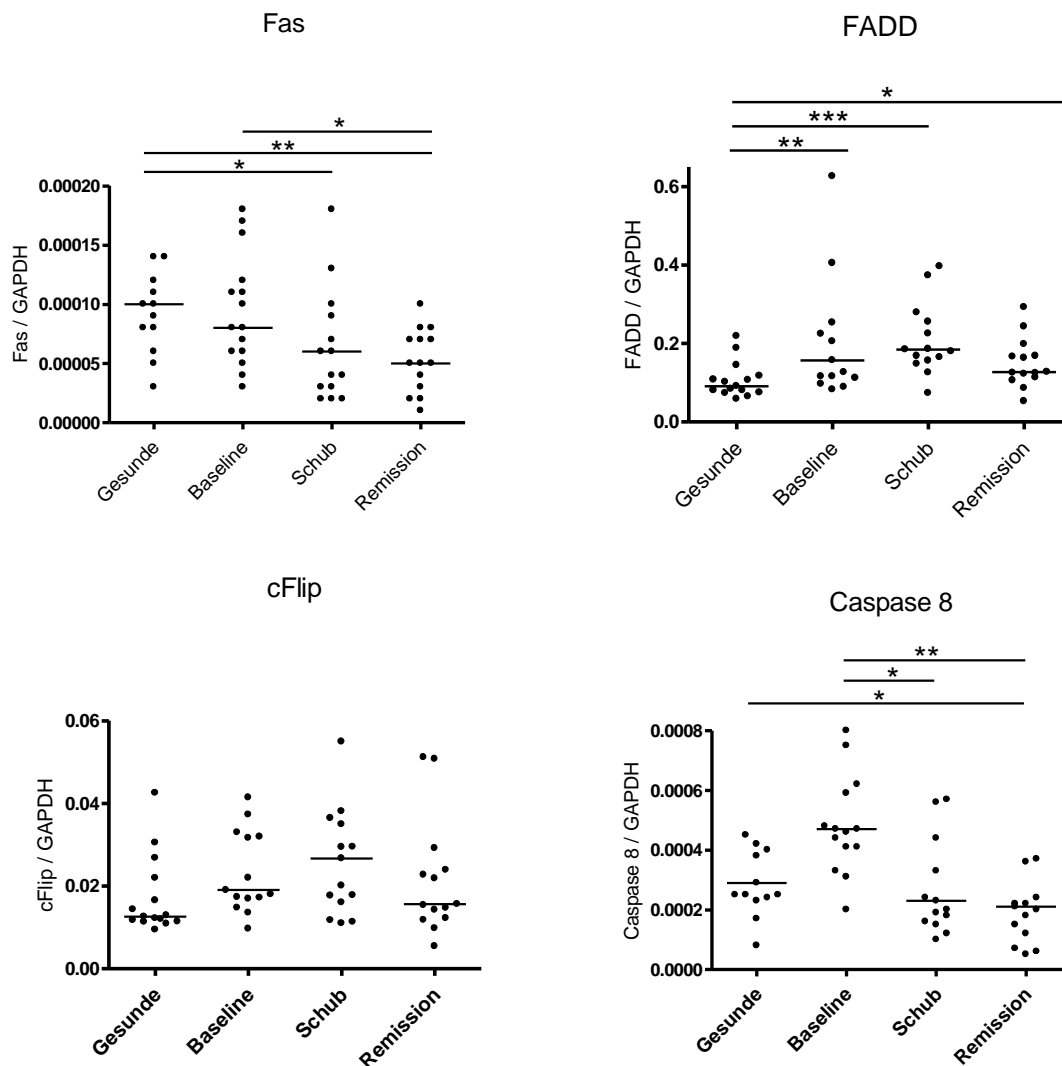 Fas
*
**
*
0.00020
0.00015
0.00010
0.00005
0.00000
Fas / GAPDH
Gesunde
Baseline
Schub
Remission
FADD
*
***
**
0.6
0.4
0.2
0.0
FADD / GAPDH
Gesunde
Baseline
Schub
Remission
cFlip
0.06
0.04
0.02
0.00
cFlip / GAPDH
Gesunde
Baseline
Schub
Remission
Caspase 8
**
*
*
0.0008
0.0006
0.0004
0.0002
0.0000
Caspase 8 / GAPDH
Gesunde
Baseline
Schub
Remission